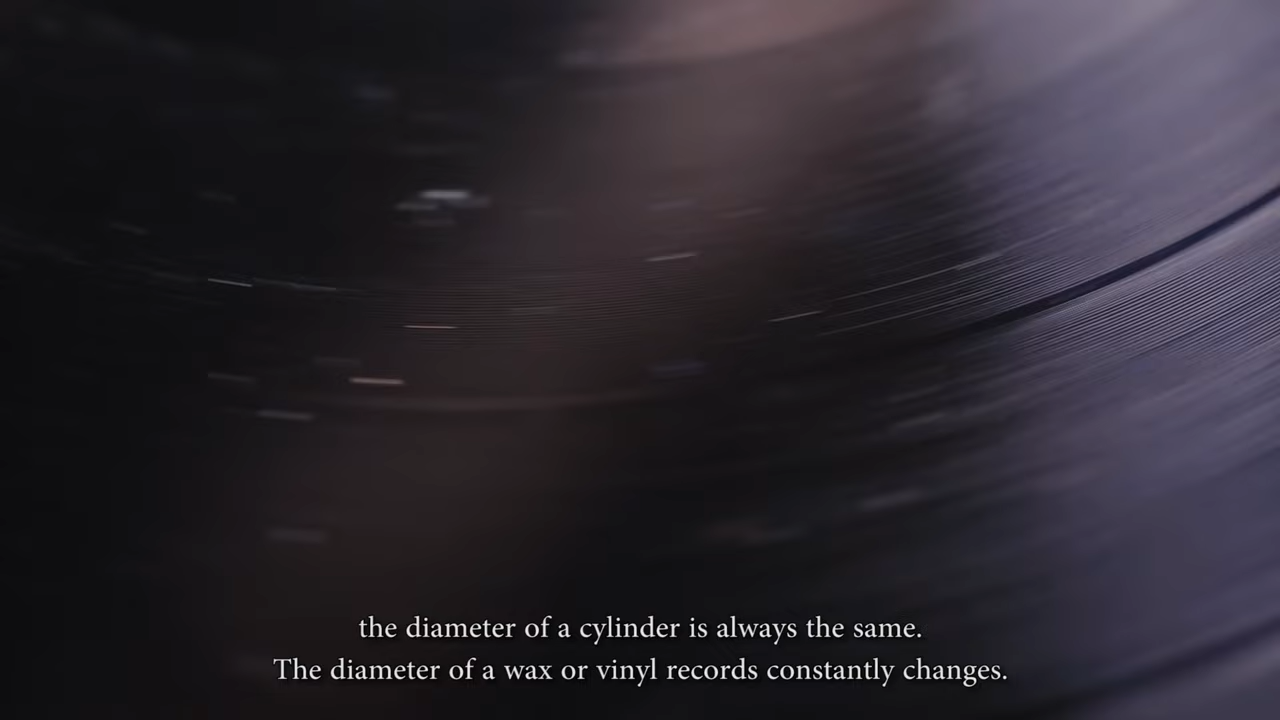 the diameter of a cylinder is always the same.
The diameter of a wax or vinyl records constantly changes.